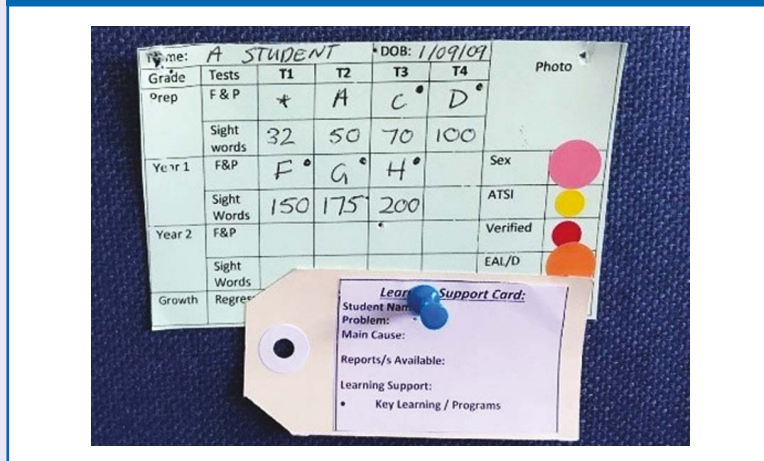 Name: A STUDENT DOB: 1/09/09
Grade Tests T1 T2 T3 T4 Photo
Prep F & P * A C D
Sight words 32 50 70 100
Year 1 F&P F G H Sex
Sight Words 150 175 200 ATSI
Year 2 F&P Verified
Sight Words EAL/D
Growth
Support Card:
Student
Problem:
Main Cause:
Reports/s Available:
Learning Support:
• Key Learning / Programs